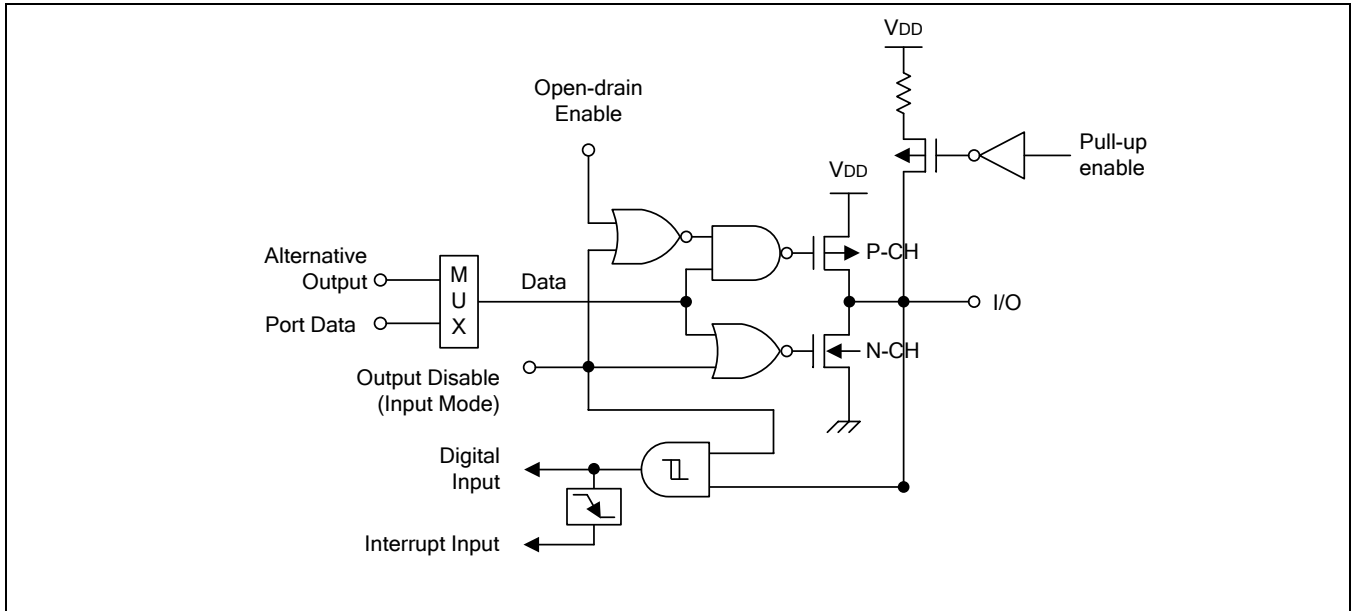 VDD
Open-drain
Enable
Pull-up
enable
VDD
P-CH
Alternative
Output
M
U
X
Data
Port Data
I/O
N-CH
Output Disable
(Input Mode)
Digital
Input
Interrupt Input